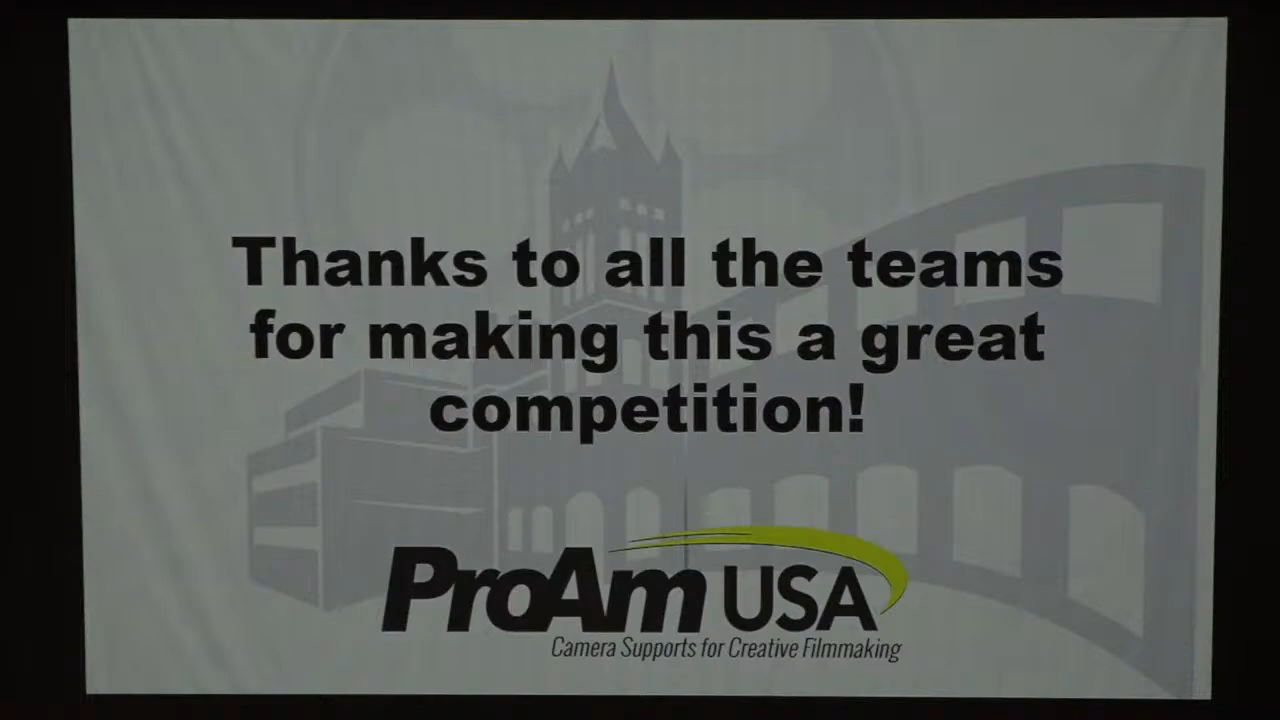 Thanks to all the teams
for making this a great
competition!
ProAm USA
Camera Supports for Creative Filmmaking